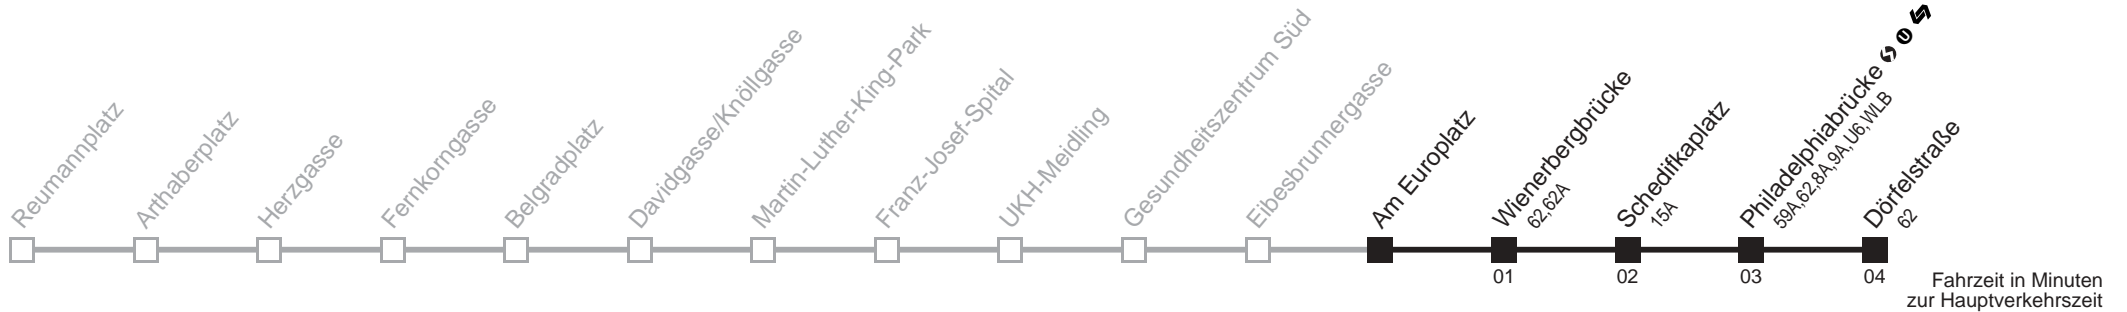 Reumannplatz
Arthaberplatz
Herzgasse
Fernkorngasse
Belgradplatz
Davidgasse/Knöllgasse
Martin-Luther-King-Park
Franz-Josef-Spital
UKH-Meidling
Gesundheitszentrum Süd
Eibesbrunnergasse
Am Europlatz
Wienerbergbrücke
62,62A
Schedifkaplatz
15A
Philadelphiabrücke
U
59A,62,8A,9A,U6,WLB
Dörfelstraße
62
01
02
03
04
Fahrzeit in Minuten
zur Hauptverkehrszeit